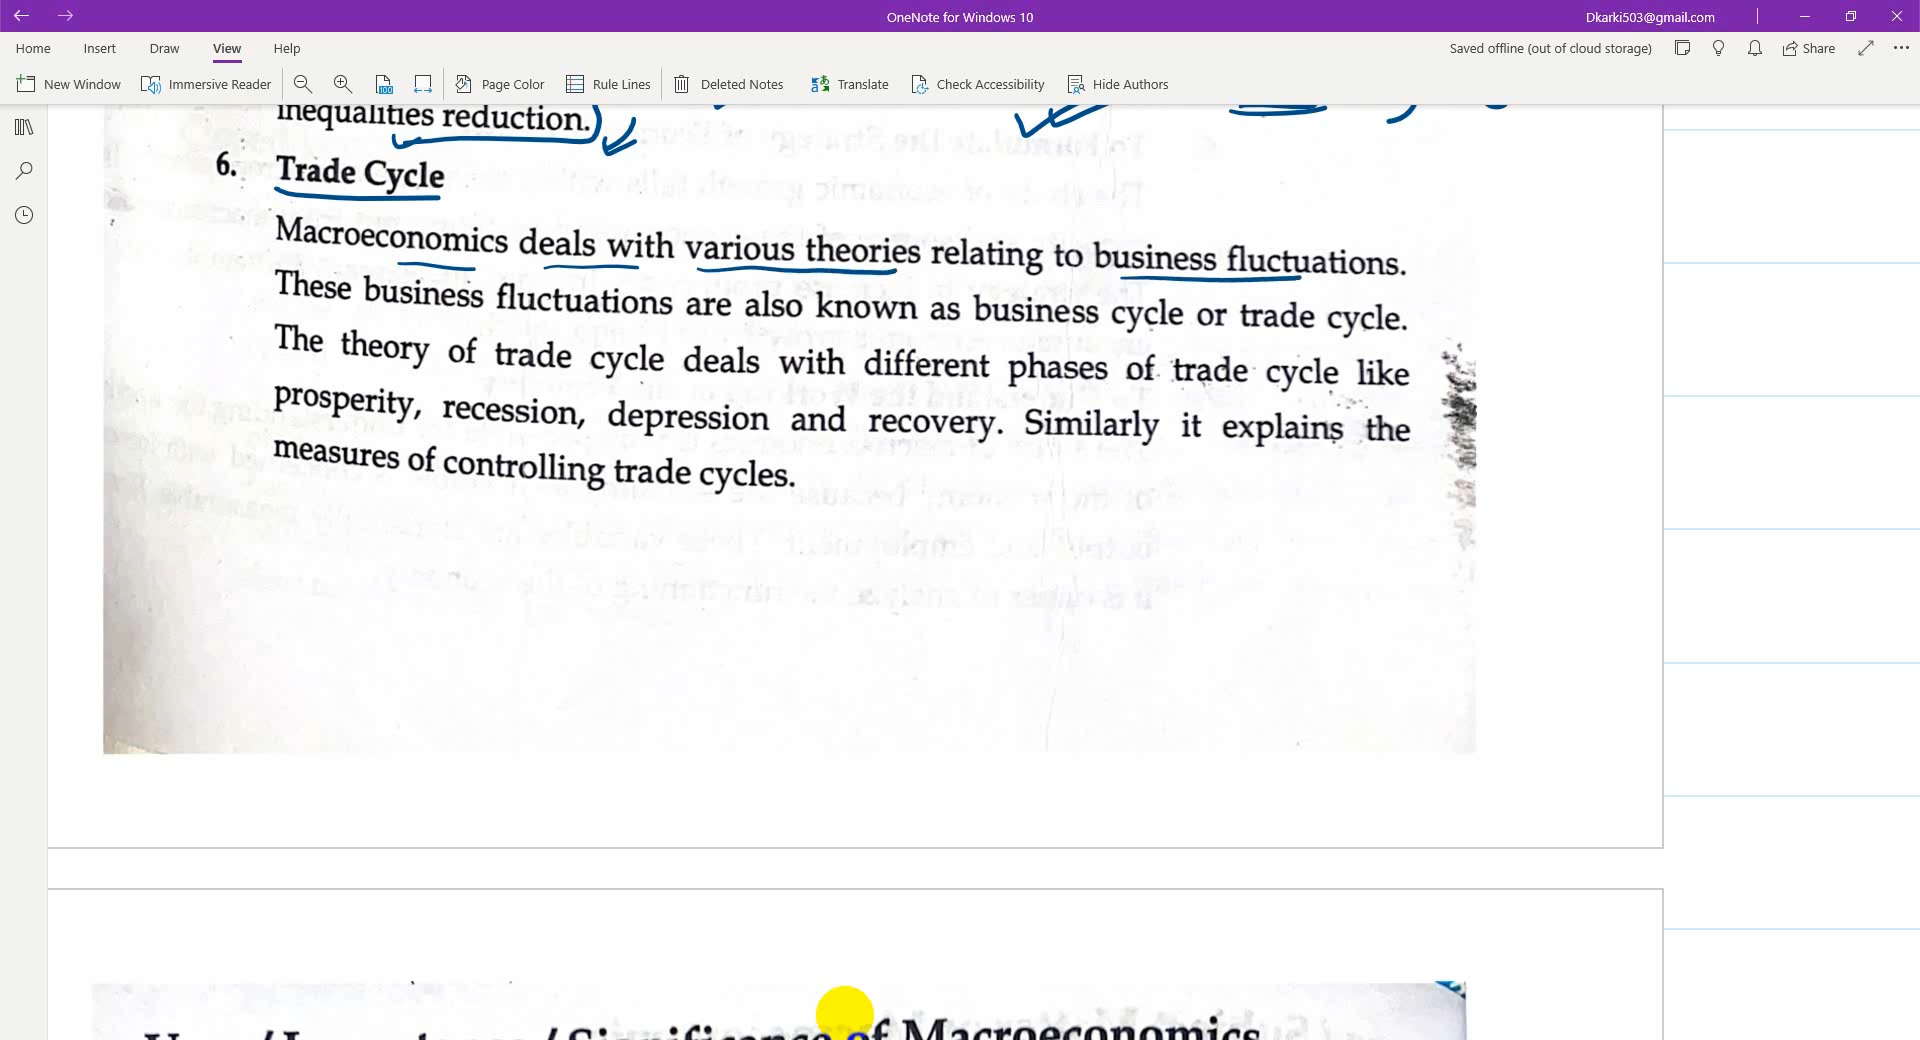 OneNote for Windows 10
Dkarki503@gmail.com
Home Insert Draw View Help
Saved offline (out of cloud storage) Share
New Window Immersive Reader Page Color Rule Lines Deleted Notes Translate Check Accessibility Hide Authors
inequalities reduction.
6. Trade Cycle
Macroeconomics deals with various theories relating to business fluctuations.
These business fluctuations are also known as business cycle or trade cycle.
The theory of trade cycle deals with different phases of trade cycle like
prosperity, recession, depression and recovery. Similarly it explains the
measures of controlling trade cycles.
/ Significance of Macroeconomics